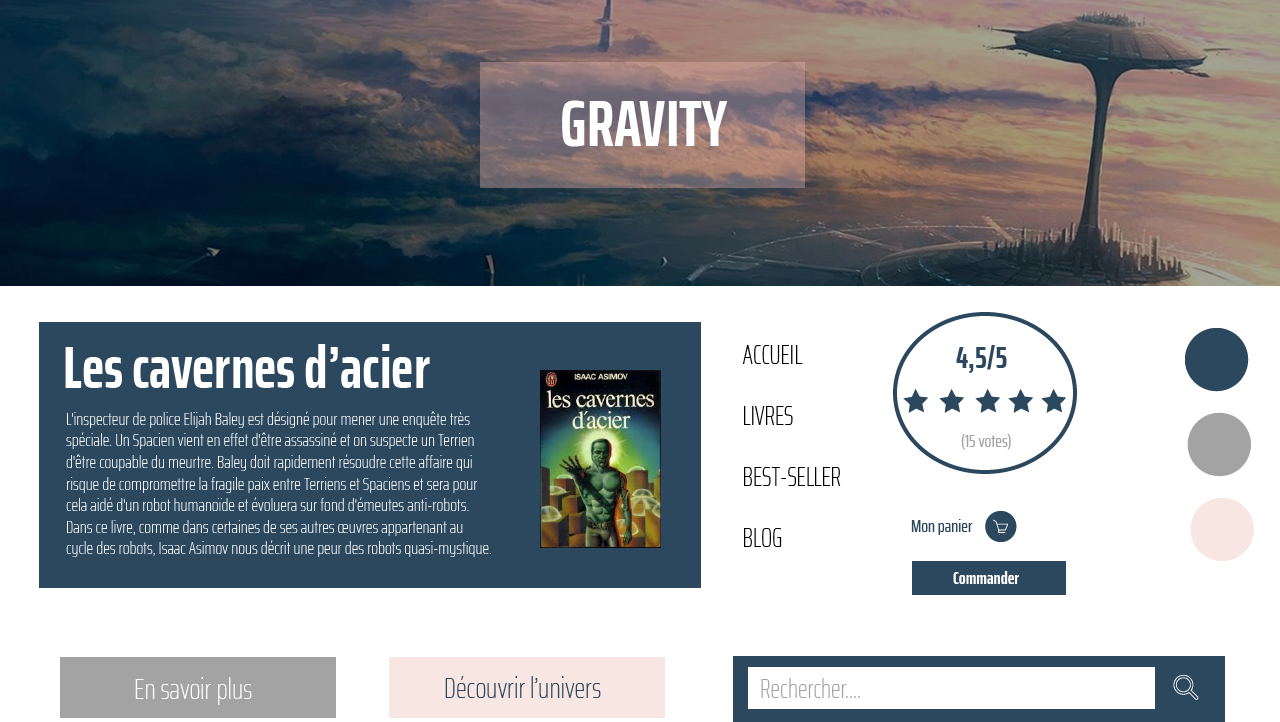 GRAVITY
Les cavernes d’acier
L'inspecteur de police Elijah Baley est désigné pour mener une enquête très
spéciale. Un Spacien vient en effet d'être assassiné et on suspecte un Terrien
d'être coupable du meurtre. Baley doit rapidement résoudre cette affaire qui
risque de compromettre la fragile paix entre Terriens et Spaciens et sera pour
cela aidé d'un robot humanoïde et évoluera sur fond d'émeutes anti-robots.
Dans ce livre, comme dans certaines de ses autres œuvres appartenant au
cycle des robots, Isaac Asimov nous décrit une peur des robots quasi-mystique.
ISAAC ASIMOV
les cavernes
d'acier
ACCUEIL
LIVRES
BEST-SELLER
BLOG
4,5/5
(15 votes)
Mon panier
Commander
En savoir plus
Découvrir l’univers
Rechercher....